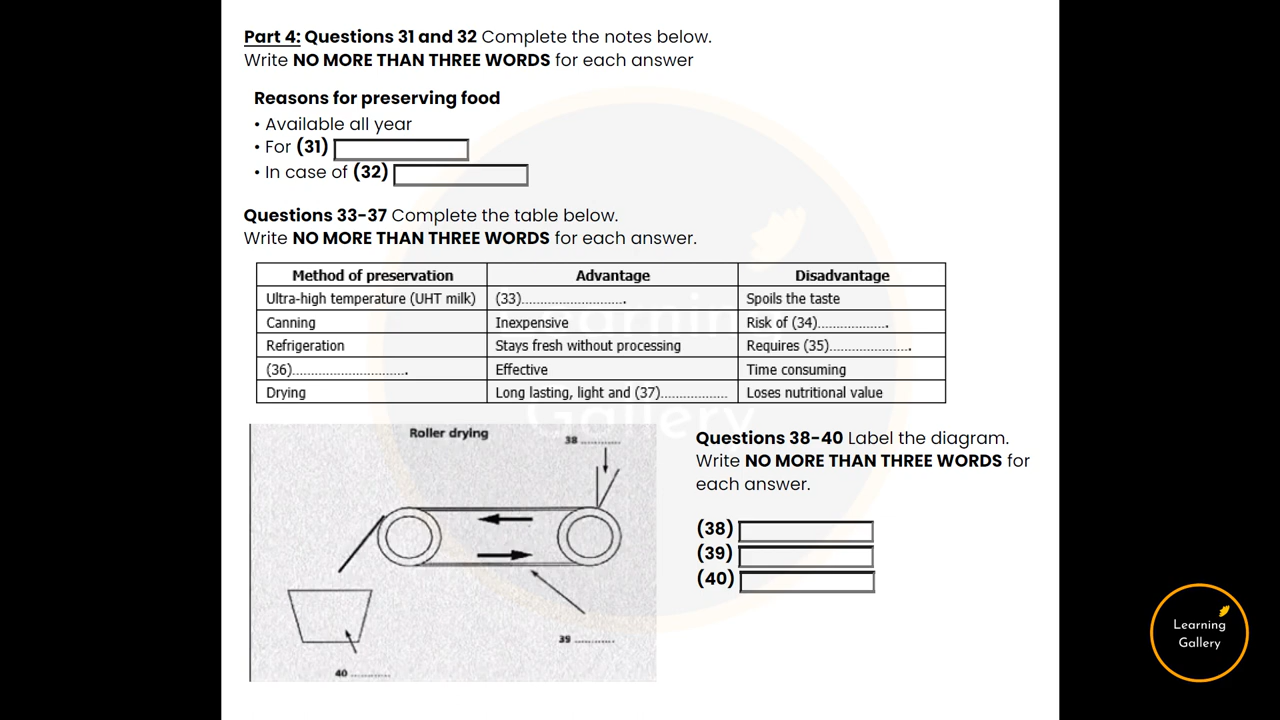 Part 4: Questions 31 and 32 Complete the notes below.
Write NO MORE THAN THREE WORDS for each answer
Reasons for preserving food
• Available all year
• For (31)
• In case of (32)
Questions 33-37 Complete the table below.
Write NO MORE THAN THREE WORDS for each answer.
Method of preservation Advantage Disadvantage
Ultra-high temperature (UHT milk) (33)........................... Spoils the taste
Canning Inexpensive Risk of (34)...................
Refrigeration Stays fresh without processing Requires (35)......................
(36).............................. Effective Time consuming
Drying Long lasting, light and (37)................. Loses nutritional value
Roller drying
38 ...........
39 ...........
40 ...........
Questions 38-40 Label the diagram.
Write NO MORE THAN THREE WORDS for
each answer.
(38)
(39)
(40)
Learning
Gallery
Learning
Gallery